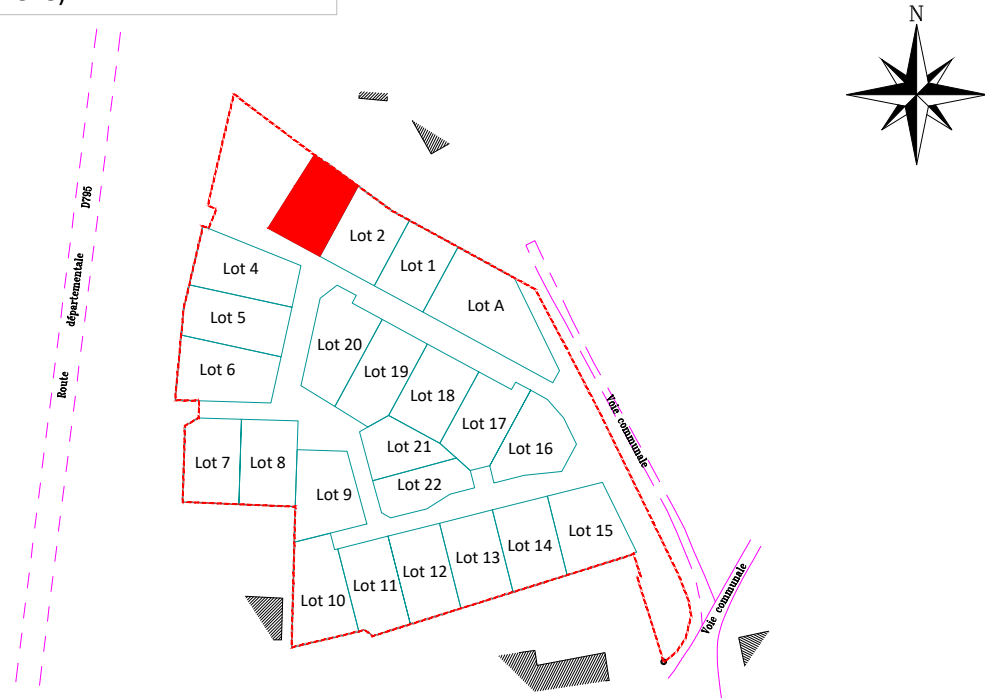 N
D795
départementale
Route
Lot 2
Lot 1
Lot A
Lot 4
Lot 5
Lot 6
Lot 20
Lot 19
Lot 18
Lot 17
Lot 16
Lot 21
Lot 22
Lot 7
Lot 8
Lot 9
Lot 10
Lot 11
Lot 12
Lot 13
Lot 14
Lot 15
Voie communale
Voie communale